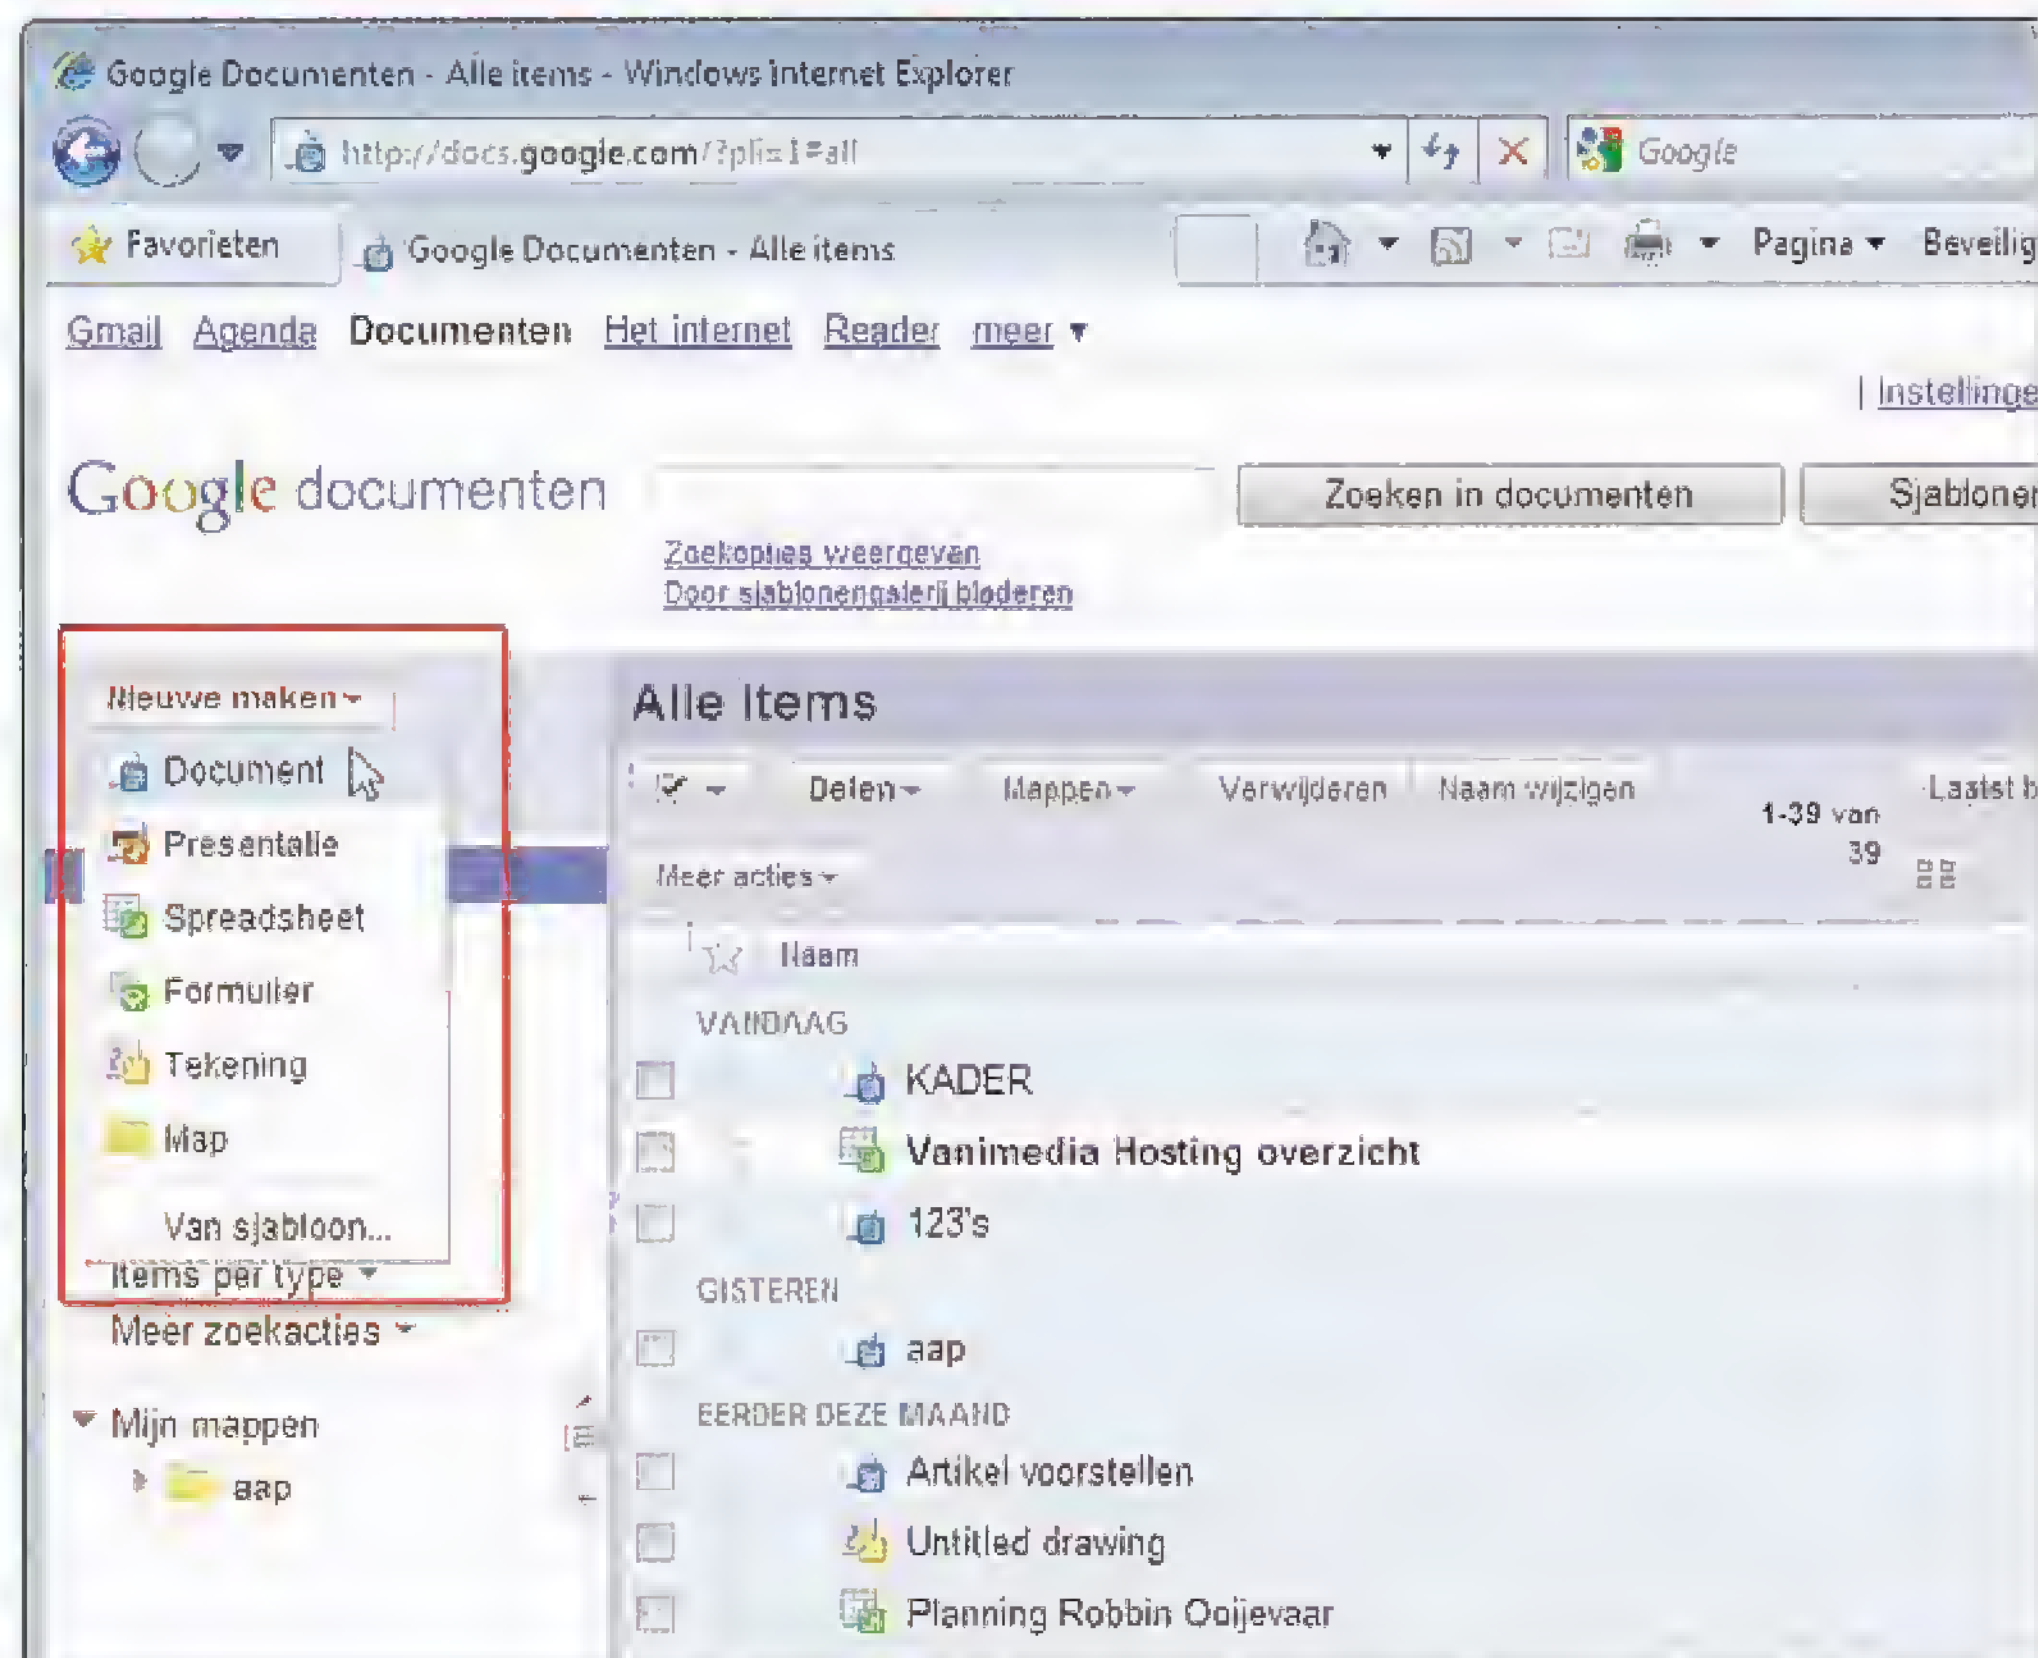 Google Documenten - Alle items - Windows Internet Explorer
http://docs.google.com/?pli=1#all
Google
Favorieten
Google Documenten - Alle items
Pagina
Beveilig
Gmail Agenda Documenten Het internet Reader meer
| Instellinge
Google documenten
Zoeken in documenten
Sjabloner
Zoekopties weergeven
Door sjablonengalerij bladeren
Nieuwe maken
Document
Presentatie
Spreadsheet
Formulier
Tekening
Map
Van sjabloon...
Items per type
Meer zoekacties
Mijn mappen
aap
Alle items
Delen Mappen Verwijderen Naam wijzigen
1-39 van
39
Laatst b
Meer acties
Naam
VANDAAG
KADER
Vanimedia Hosting overzicht
123's
GISTEREN
aap
EERDER DEZE MAAND
Artikel voorstellen
Untitled drawing
Planning Robbin Ooijevaar